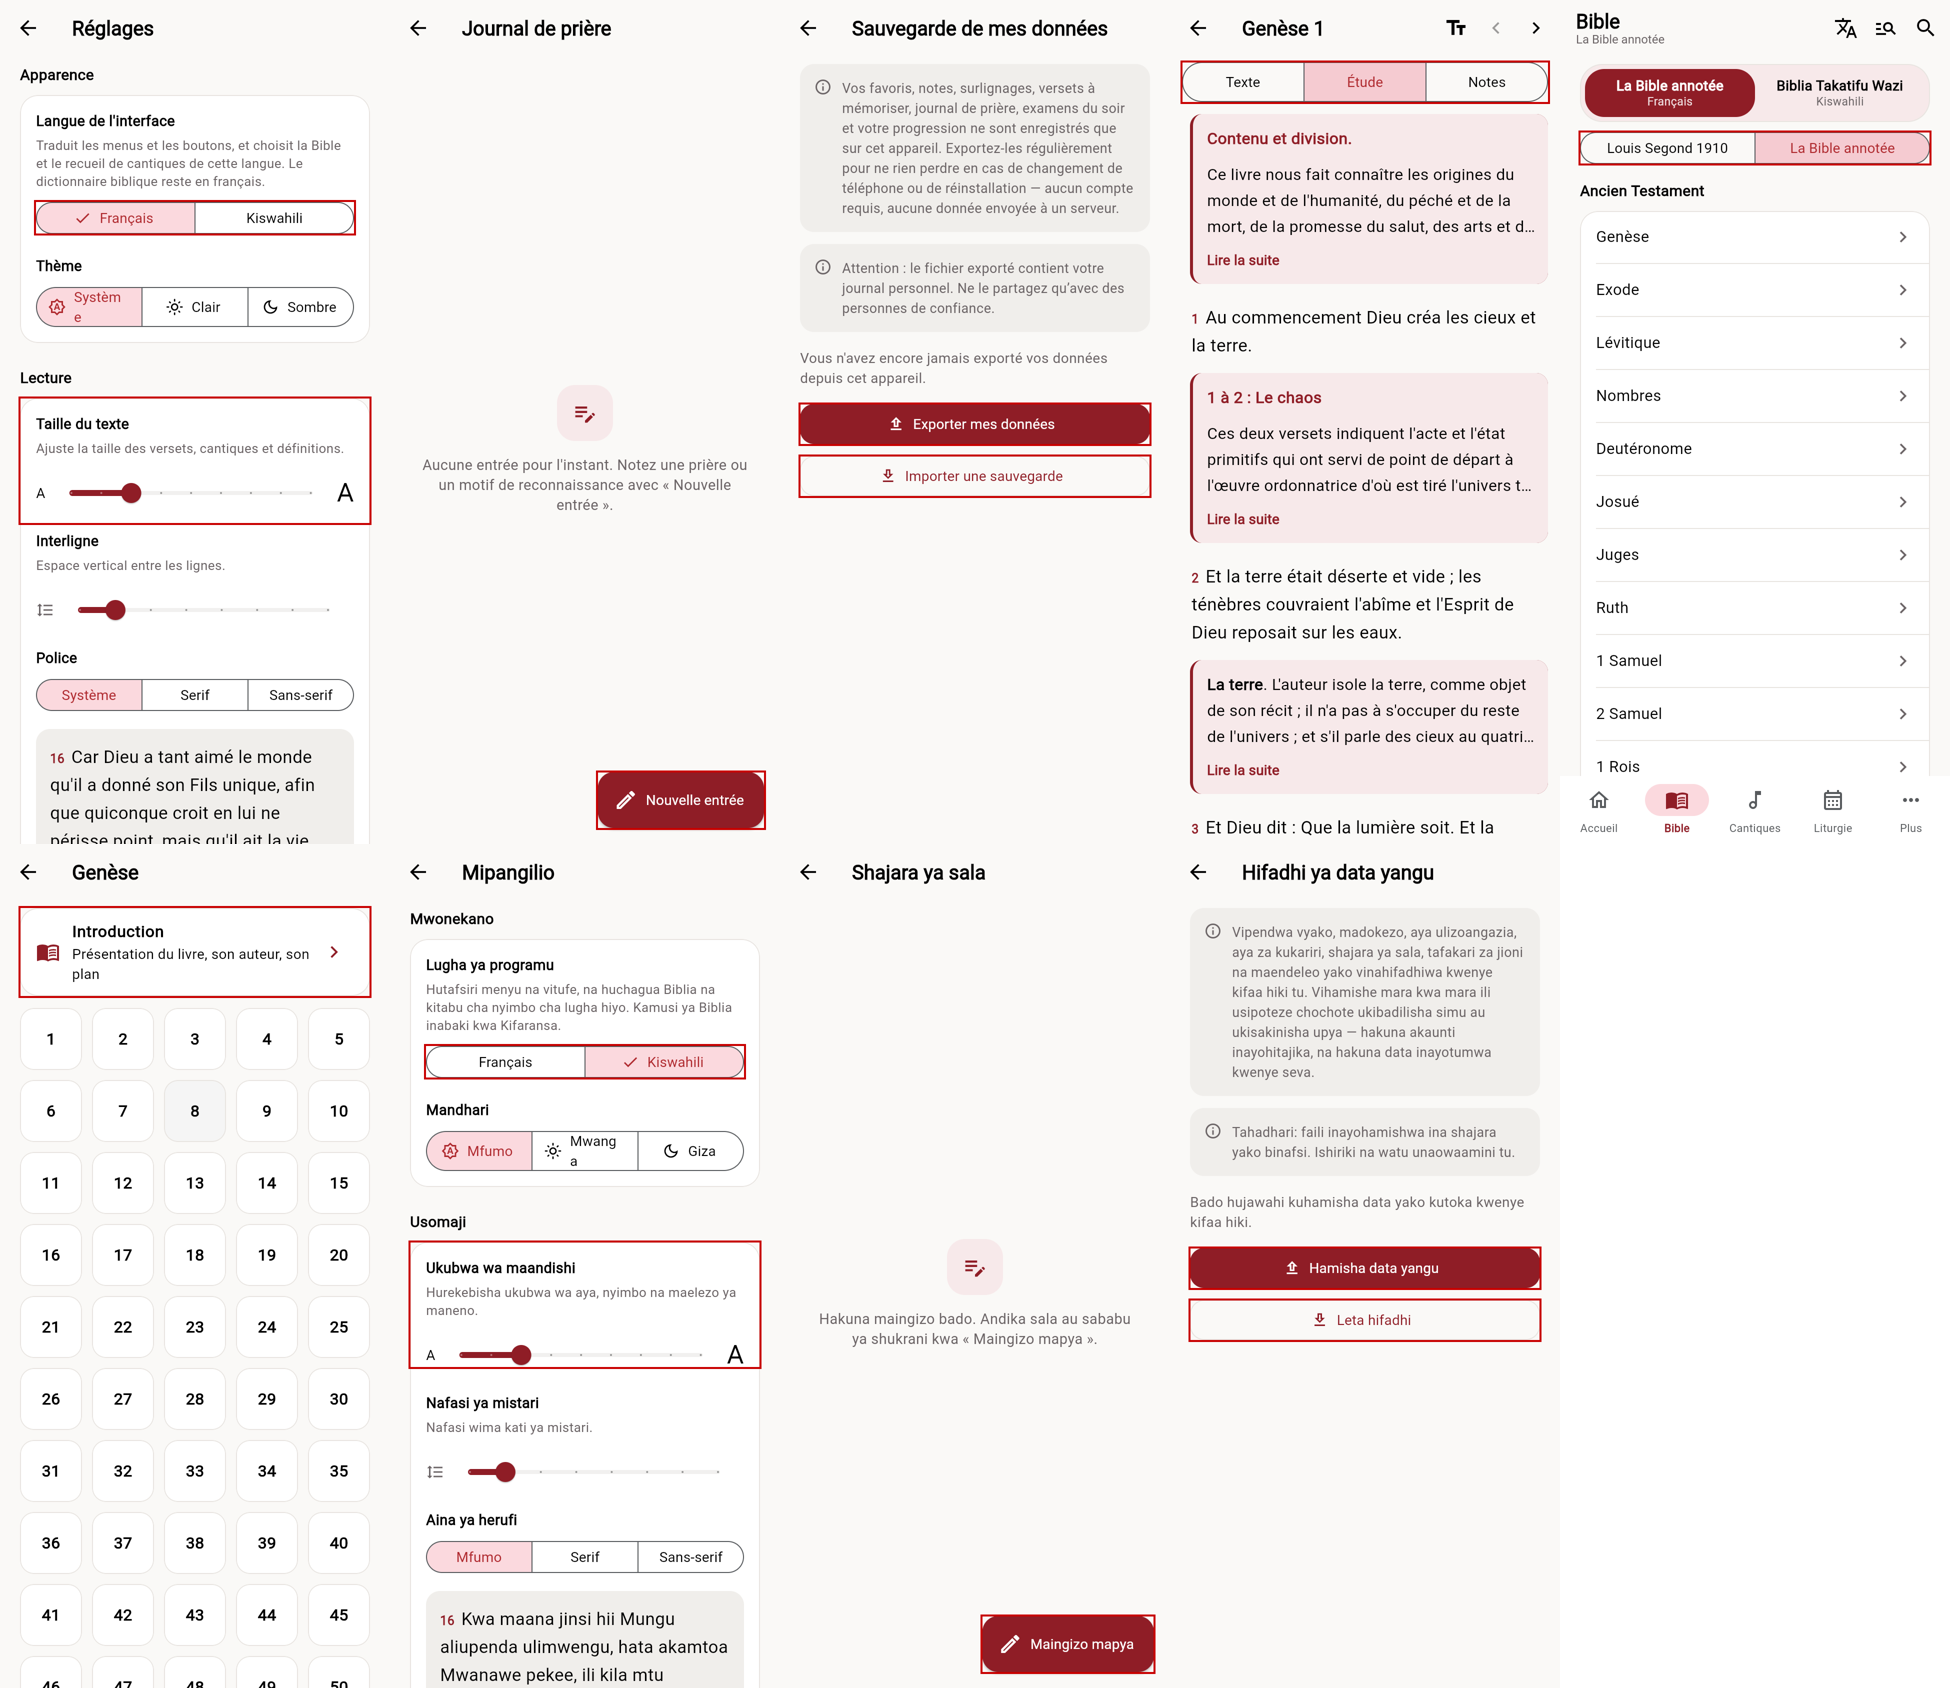 Réglages
Apparence
Langue de l'interface
Traduit les menus et les boutons, et choisit la Bible
et le recueil de cantiques de cette langue. Le
dictionnaire biblique reste en français.
Français
Kiswahili
Thème
Systèm
e
Clair
Sombre
Lecture
Taille du texte
Ajuste la taille des versets, cantiques et définitions.
A
A
Interligne
Espace vertical entre les lignes.
Police
Système
Serif
Sans-serif
16 Car Dieu a tant aimé le monde
qu'il a donné son Fils unique, afin
que quiconque croit en lui ne
périsse point, mais qu'il ait la vie
Journal de prière
Aucune entrée pour l'instant. Notez une prière ou
un motif de reconnaissance avec « Nouvelle
entrée ».
Nouvelle entrée
Sauvegarde de mes données
Vos favoris, notes, surlignages, versets à
mémoriser, journal de prière, examens du soir
et votre progression ne sont enregistrés que
sur cet appareil. Exportez-les régulièrement
pour ne rien perdre en cas de changement de
téléphone ou de réinstallation — aucun compte
requis, aucune donnée envoyée à un serveur.
Attention : le fichier exporté contient votre
journal personnel. Ne le partagez qu'avec des
personnes de confiance.
Vous n'avez encore jamais exporté vos données
depuis cet appareil.
Exporter mes données
Importer une sauvegarde
Genèse 1
Texte
Étude
Notes
Contenu et division.
Ce livre nous fait connaître les origines du
monde et de l'humanité, du péché et de la
mort, de la promesse du salut, des arts et d…
Lire la suite
1 Au commencement Dieu créa les cieux et
la terre.
1 à 2 : Le chaos
Ces deux versets indiquent l'acte et l'état
primitifs qui ont servi de point de départ à
l'œuvre ordonnatrice d'où est tiré l'univers t…
Lire la suite
2 Et la terre était déserte et vide ; les
ténèbres couvraient l'abîme et l'Esprit de
Dieu reposait sur les eaux.
La terre. L'auteur isole la terre, comme objet
de son récit ; il n'a pas à s'occuper du reste
de l'univers ; et s'il parle des cieux au quatri…
Lire la suite
3 Et Dieu dit : Que la lumière soit. Et la
Bible
La Bible annotée
La Bible annotée
Français
Biblia Takatifu Wazi
Kiswahili
Louis Segond 1910
La Bible annotée
Ancien Testament
Genèse
Exode
Lévitique
Nombres
Deutéronome
Josué
Juges
Ruth
1 Samuel
2 Samuel
1 Rois
Accueil
Bible
Cantiques
Liturgie
Plus
Genèse
Introduction
Présentation du livre, son auteur, son
plan
1 2 3 4 5
6 7 8 9 10
11 12 13 14 15
16 17 18 19 20
21 22 23 24 25
26 27 28 29 30
31 32 33 34 35
36 37 38 39 40
41 42 43 44 45
46 47 48 49 50
Mipangilio
Mwonekano
Lugha ya programu
Hutafsiri menyu na vitufe, na huchagua Biblia na
kitabu cha nyimbo cha lugha hiyo. Kamusi ya Biblia
inabaki kwa Kifaransa.
Français
Kiswahili
Mandhari
Mfumo
Mwang
a
Giza
Usomaji
Ukubwa wa maandishi
Hurekebisha ukubwa wa aya, nyimbo na maelezo ya
maneno.
A
A
Nafasi ya mistari
Nafasi wima kati ya mistari.
Aina ya herufi
Mfumo
Serif
Sans-serif
16 Kwa maana jinsi hii Mungu
aliupenda ulimwengu, hata akamtoa
Mwanawe pekee, ili kila mtu
Shajara ya sala
Hakuna maingizo bado. Andika sala au sababu
ya shukrani kwa « Maingizo mapya ».
Maingizo mapya
Hifadhi ya data yangu
Vipendwa vyako, madokezo, aya ulizoangazia,
aya za kukariri, shajara ya sala, tafakari za jioni
na maendeleo yako vinahifadhiwa kwenye
kifaa hiki tu. Vihamishe mara kwa mara ili
usipoteze chochote ukibadilisha simu au
ukisakinisha upya — hakuna akaunti
inayohitajika, na hakuna data inayotumwa
kwenye seva.
Tahadhari: faili inayohamishwa ina shajara
yako binafsi. Ishiriki na watu unaowaamini tu.
Bado hujawahi kuhamisha data yako kutoka kwenye
kifaa hiki.
Hamisha data yangu
Leta hifadhi